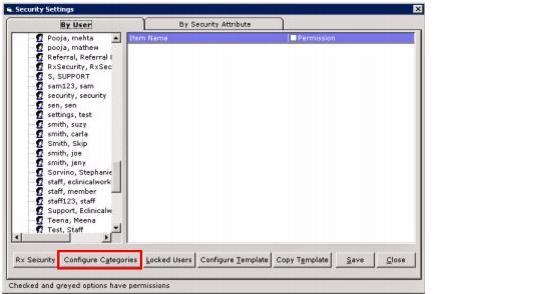 Security Settings
By User
By Security Attribute
Pooja, mehta
pooja, mathew
Referral, Referral
RxSecurity, RxSec
S, SUPPORT
sam123, sam
security, security
sen, sen
settings, test
smith, suzy
smith, carla
Smith, Skip
smith, joe
smith, jeny
Sorvino, Stephanie
staff, eclinicalwork
staff, member
staff123, staff
Support, Eclinicalw
Teena, Meena
Test, Staff
Item Name
Permission
Rx Security
Configure Categories
Locked Users
Configure Template
Copy Template
Save
Close
Checked and greyed options have permissions